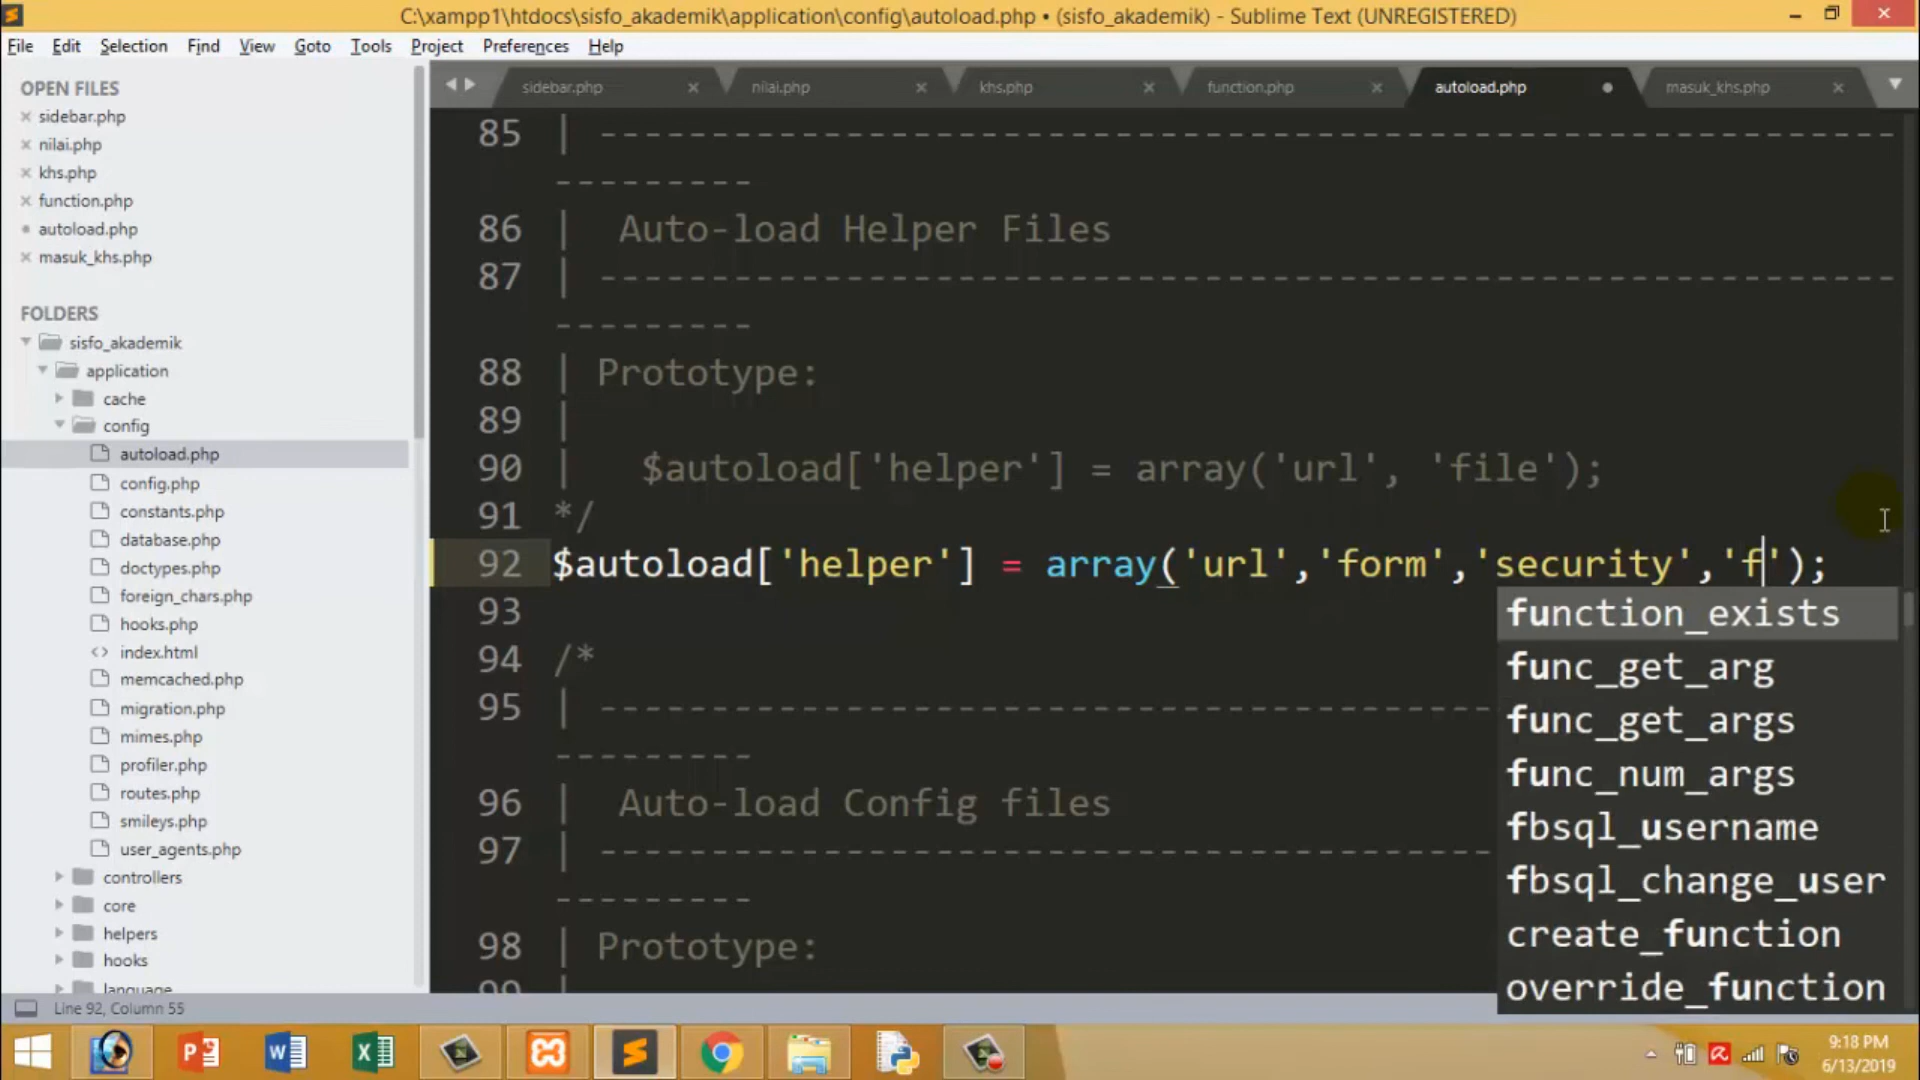 C:\xampp1\htdocs\sisfo_akademik\application\config\autoload.php • (sisfo_akademik) - Sublime Text (UNREGISTERED)
File Edit Selection Find View Goto Tools Project Preferences Help
OPEN FILES
sidebar.php
nilai.php
khs.php
function.php
autoload.php
masuk_khs.php
FOLDERS
sisfo_akademik
application
cache
config
autoload.php
config.php
constants.php
database.php
doctypes.php
foreign_chars.php
hooks.php
index.html
memcached.php
migration.php
mimes.php
profiler.php
routes.php
smileys.php
user_agents.php
controllers
core
helpers
hooks
language
sidebar.php nilai.php khs.php function.php autoload.php masuk_khs.php
85 | -----------------------------------------------------------
---------
86 | Auto-load Helper Files
87 | -----------------------------------------------------------
---------
88 | Prototype:
89 |
90 | $autoload['helper'] = array('url', 'file');
91 */
92 $autoload['helper'] = array('url','form','security','f');
93
94 /*
95 | -----------------------------------------
---------
96 | Auto-load Config files
97 | -----------------------------------------
---------
98 | Prototype:
99 |
function_exists
func_get_arg
func_get_args
func_num_args
fbsql_username
fbsql_change_user
create_function
override_function
Line 92, Column 55
9:18 PM
6/13/2019